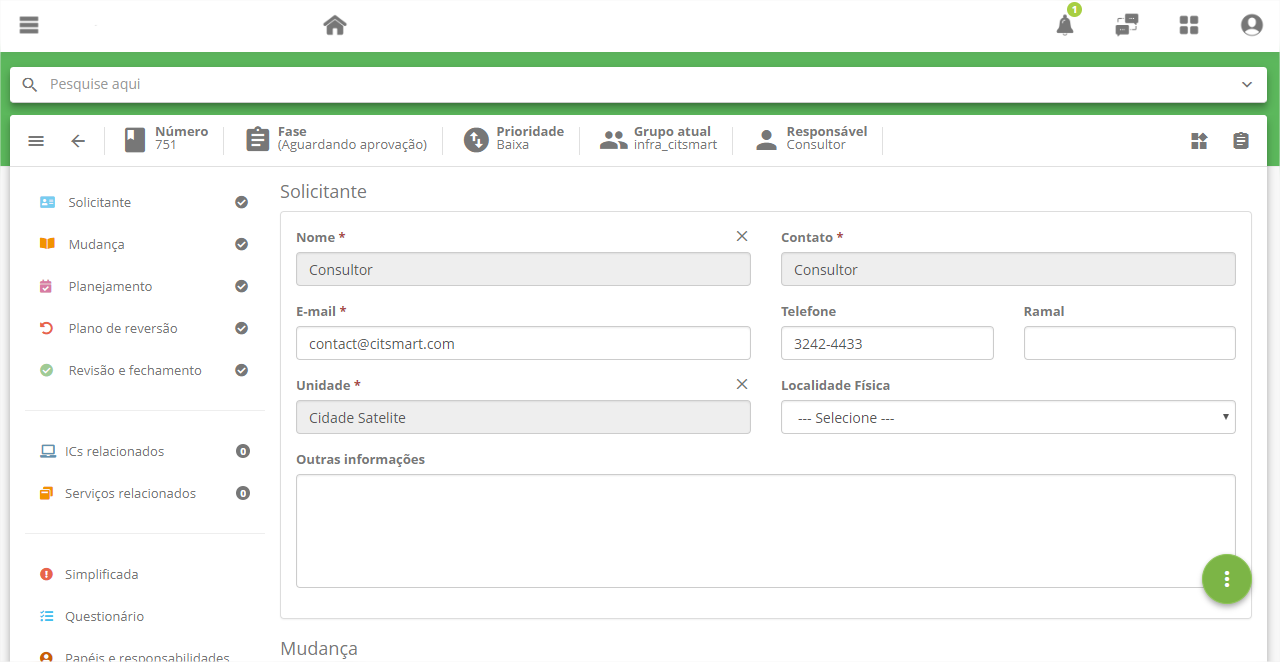 1
Pesquise aqui
Número
751
Fase
(Aguardando aprovação)
Prioridade
Baixa
Grupo atual
infra_citsmart
Responsável
Consultor
Solicitante
Mudança
Planejamento
Plano de reversão
Revisão e fechamento
ICs relacionados 0
Serviços relacionados 0
Simplificada
Questionário
Papéis e responsabilidades
Solicitante
Nome *
Consultor
Contato *
Consultor
E-mail *
contact@citsmart.com
Telefone
3242-4433
Ramal
Unidade *
Cidade Satelite
Localidade Física
--- Selecione ---
Outras informações
Mudança